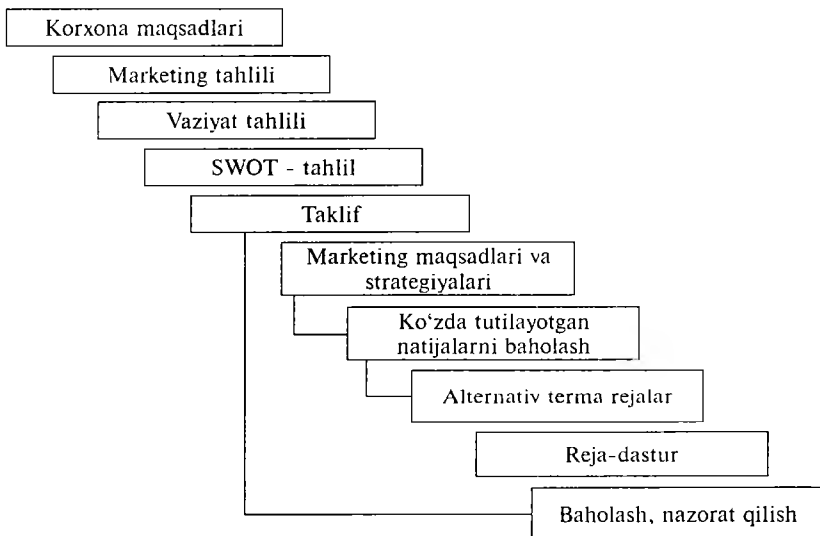 Korxona maqsadlari
Marketing tahlili
Vaziyat tahlili
SWOT - tahlil
Taklif
Marketing maqsadlari va
strategiyalari
Ko‘zda tutilayotgan
natijalarni baholash
Alternativ terma rejalar
Reja-dastur
Baholash, nazorat qilish